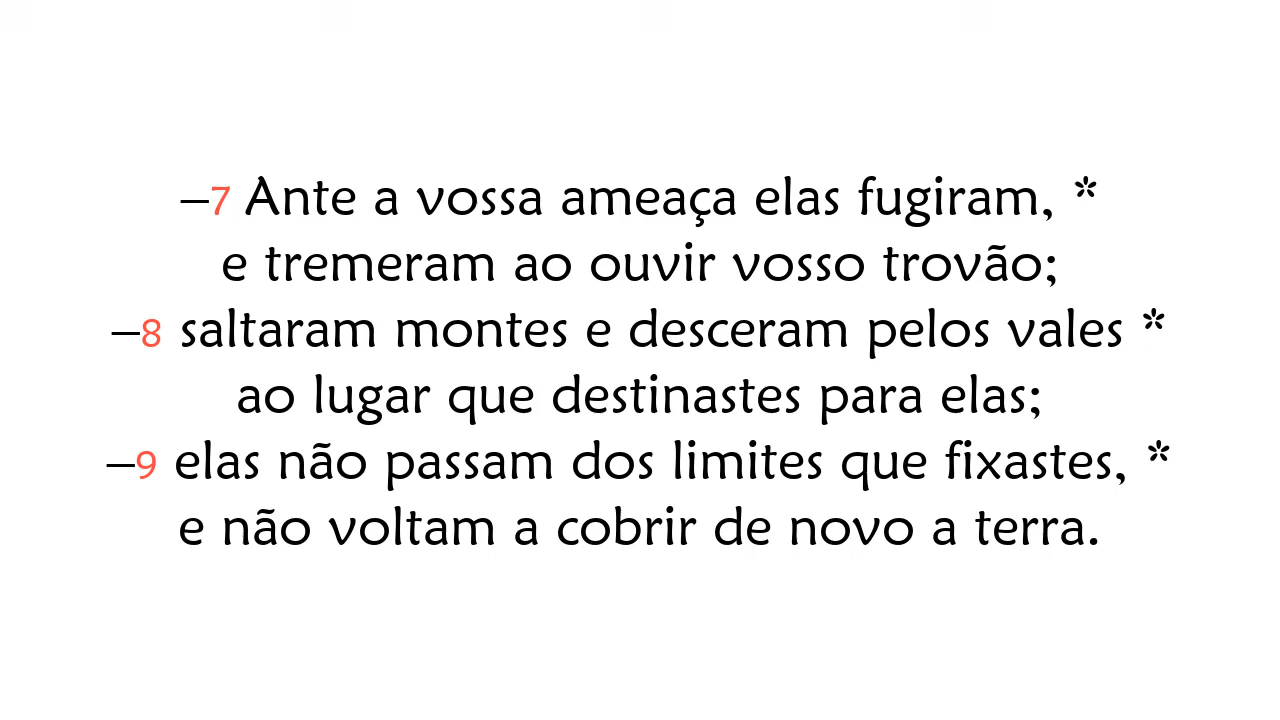 –7 Ante a vossa ameaça elas fugiram, *
e tremeram ao ouvir vosso trovão;
–8 saltaram montes e desceram pelos vales *
ao lugar que destinastes para elas;
–9 elas não passam dos limites que fixastes, *
e não voltam a cobrir de novo a terra.